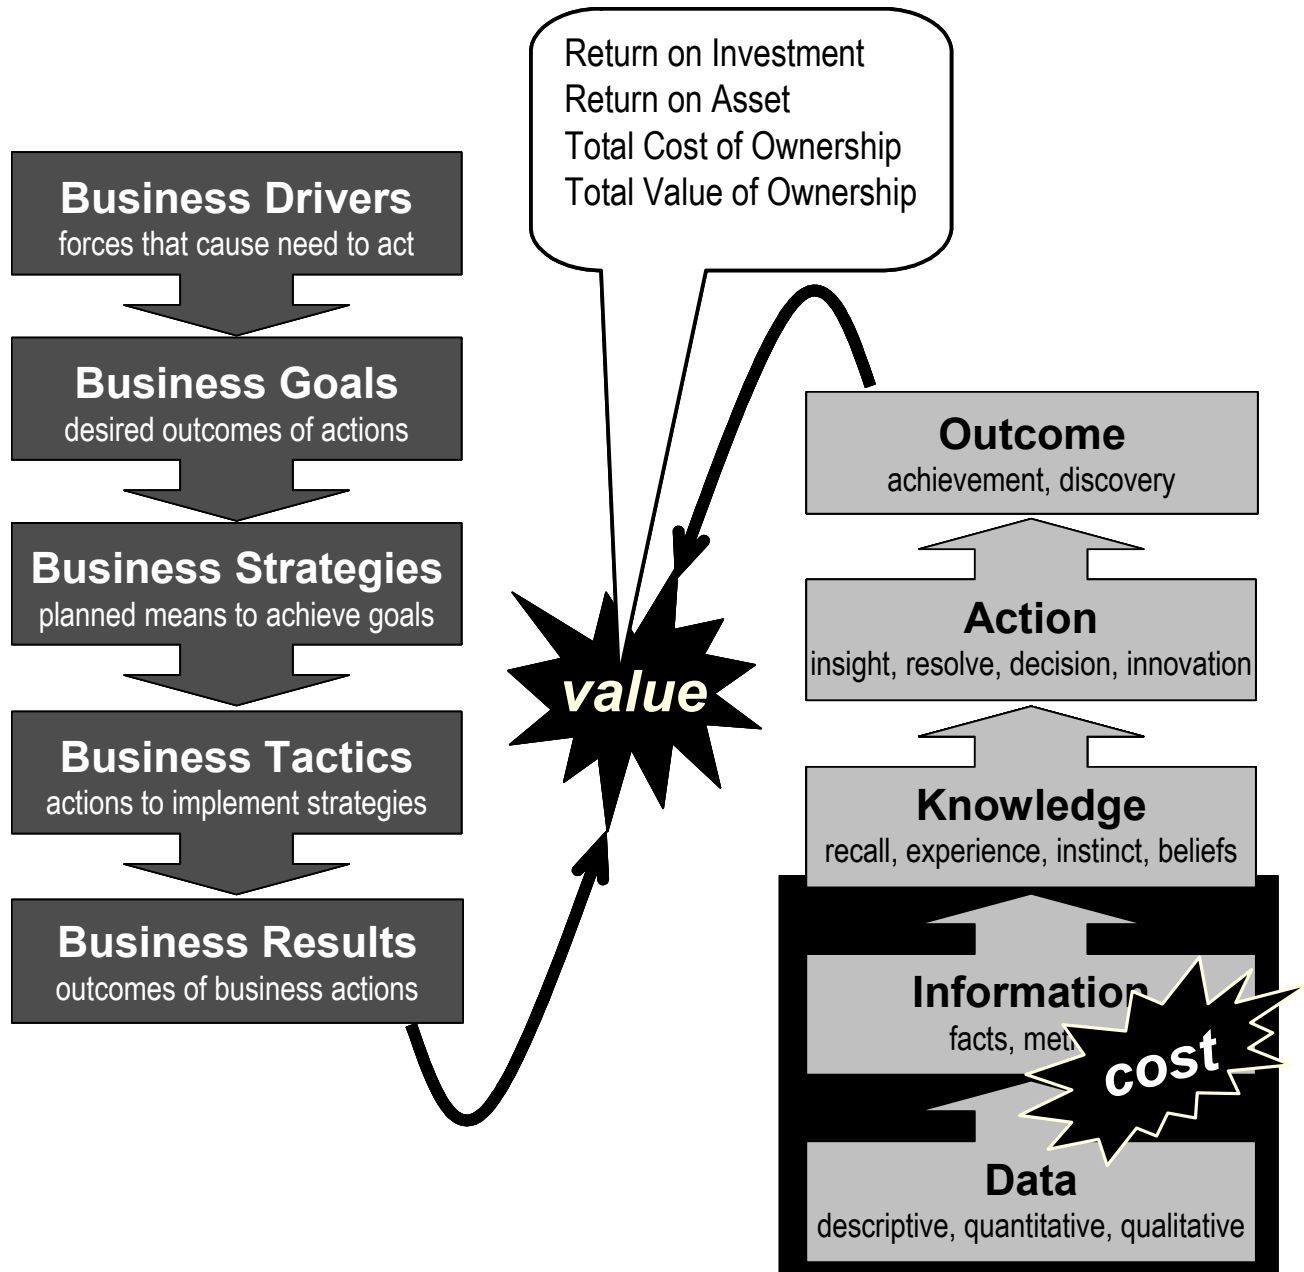 Return on Investment
Return on Asset
Total Cost of Ownership
Total Value of Ownership
Business Drivers
forces that cause need to act
Business Goals
desired outcomes of actions
Business Strategies
planned means to achieve goals
Business Tactics
actions to implement strategies
Business Results
outcomes of business actions
value
Outcome
achievement, discovery
Action
insight, resolve, decision, innovation
Knowledge
recall, experience, instinct, beliefs
Information
facts,
cost
Data
descriptive, quantitative, qualitative